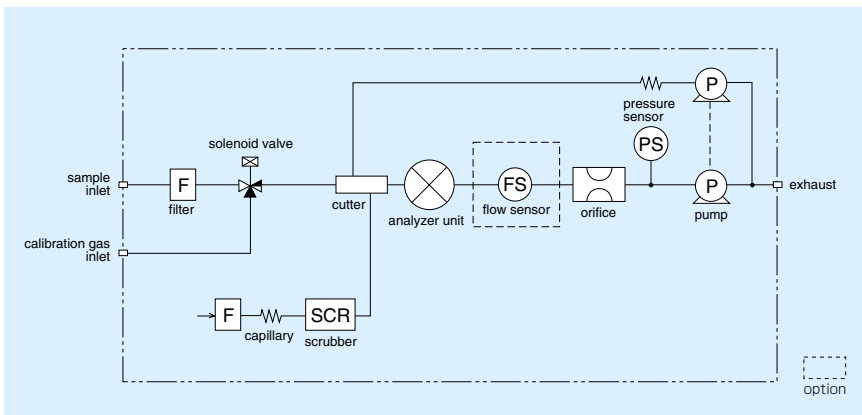 P
pressure
sensor
solenoid valve
PS
sample
inlet
F
filter
cutter
analyzer unit
FS
flow sensor
orifice
P
pump
exhaust
calibration gas
inlet
F
capillary
SCR
scrubber
option